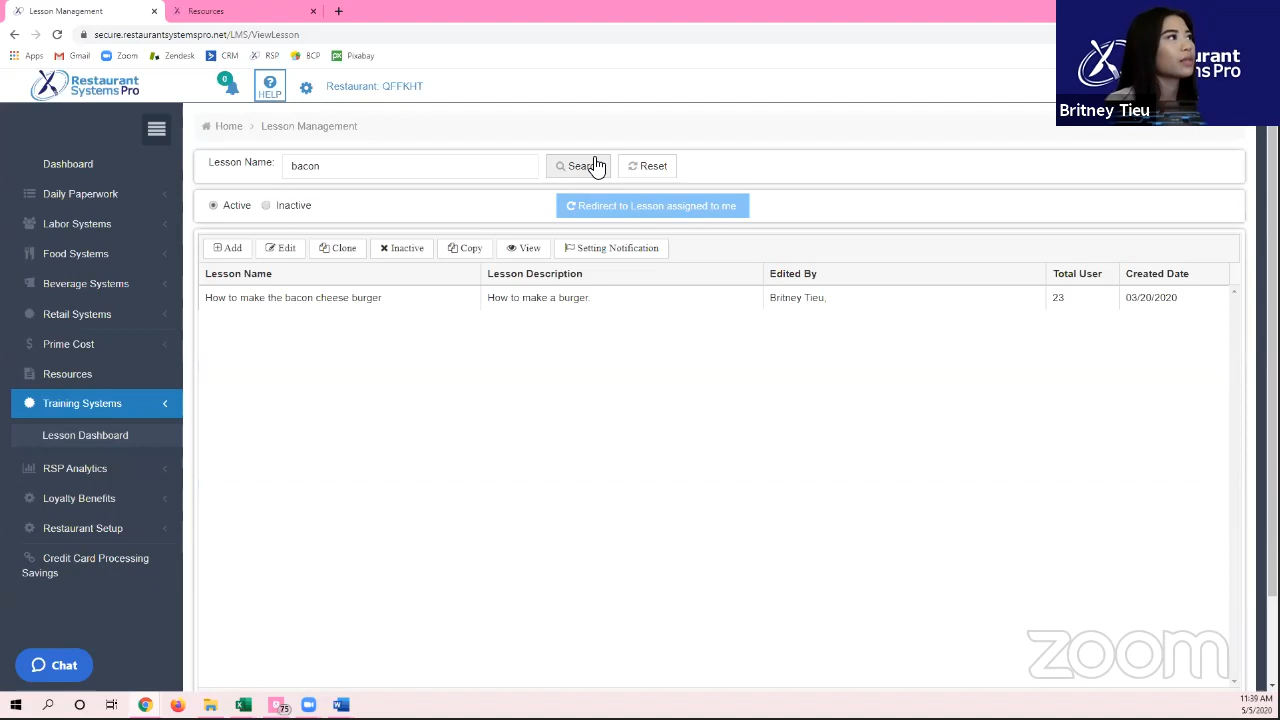 Lesson Management
Resources
secure.restaurantsystemspro.net/LMS/ViewLesson
Apps
Gmail
Zoom
Zendesk
CRM
RSP
BCP
Pixabay
Restaurant
Systems Pro
0
HELP
Restaurant: QFFKHT
Britney Tieu
Home > Lesson Management
Lesson Name:
bacon
Reset
Active
Inactive
Redirect to Lesson assigned to me
Add
Edit
Clone
Inactive
Copy
View
Setting Notification
Lesson Name
Lesson Description
Edited By
Total User
Created Date
How to make the bacon cheese burger
How to make a burger.
Britney Tieu,
23
03/20/2020
Dashboard
Daily Paperwork
Labor Systems
Food Systems
Beverage Systems
Retail Systems
Prime Cost
Resources
Training Systems
Lesson Dashboard
RSP Analytics
Loyalty Benefits
Restaurant Setup
Credit Card Processing
Savings
Chat
zoom
75
11:39 AM
5/5/2020